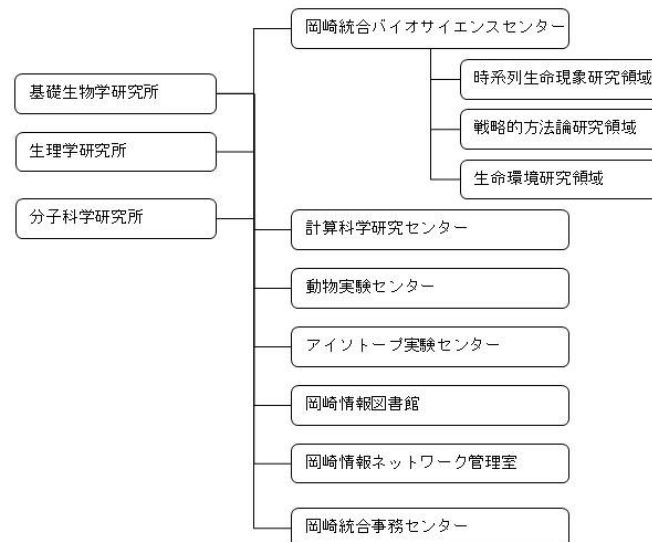 岡崎統合バイオサイエンスセンター
時系列生命現象研究領域
基礎生物学研究所
戦略的方法論研究領域
生理学研究所
生命環境研究領域
分子科学研究所
計算科学研究センター
動物実験センター
アイソトープ実験センター
岡崎情報図書館
岡崎情報ネットワーク管理室
岡崎統合事務センター